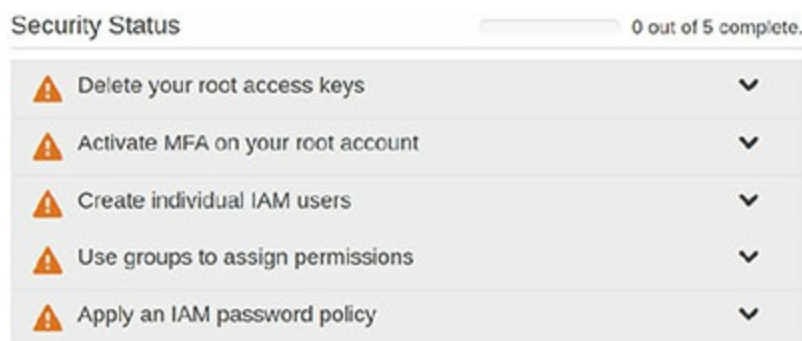 Security Status 0 out of 5 complete.
Delete your root access keys
Activate MFA on your root account
Create individual IAM users
Use groups to assign permissions
Apply an IAM password policy